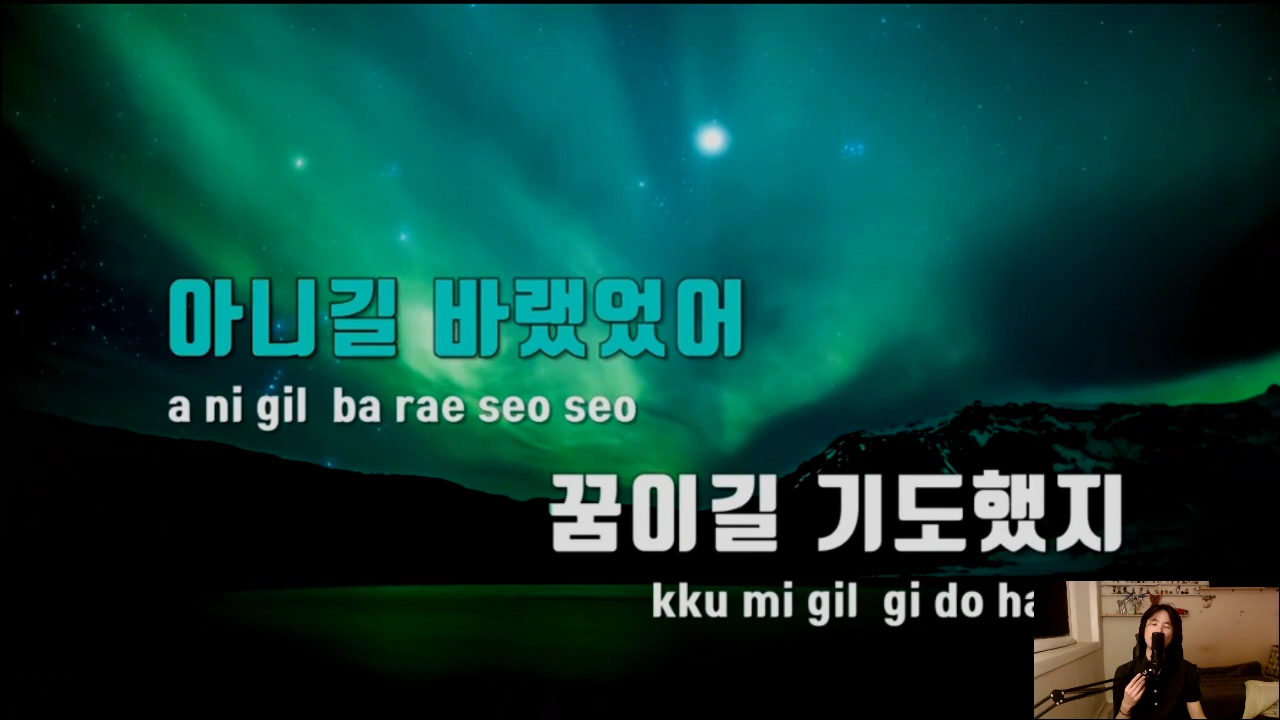 아니길 바랬었어
a ni gil ba rae seo seo
꿈이길 기도했지
kku mi gil gi do